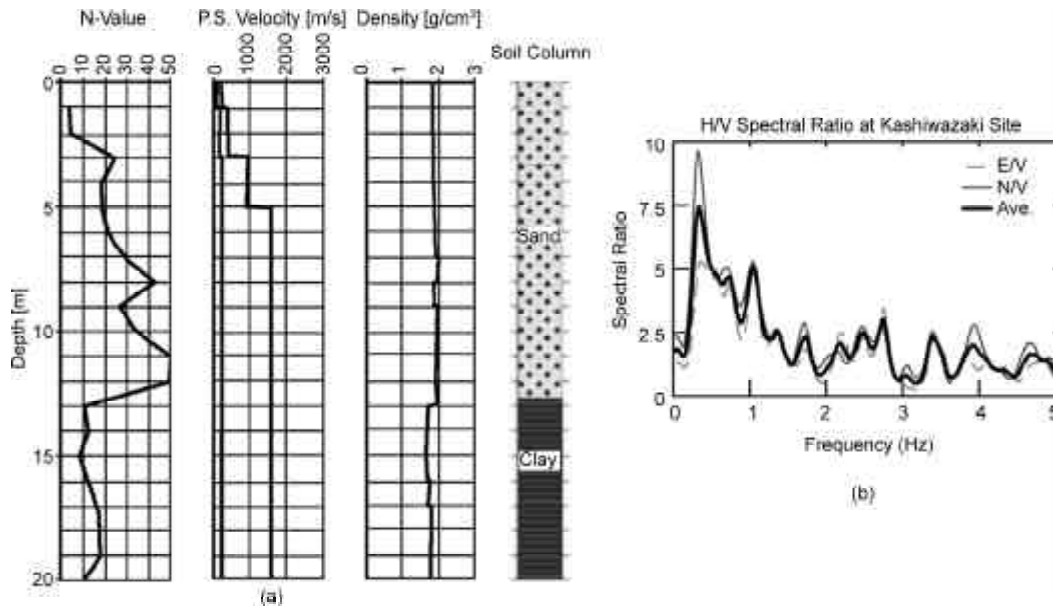 N-Value
0 10 20 30 40 50
P.S. Velocity [m/s]
0 1000 2000 3000
Density [g/cm³]
0 1 2 3
Soil Column
Depth [m]
0
5
10
15
20
Sand
Clay
(a)
H/V Spectral Ratio at Kashiwazaki Site
E/V
N/V
Ave.
Spectral Ratio
10
7.5
5
2.5
0
0 1 2 3 4 5
Frequency (Hz)
(b)